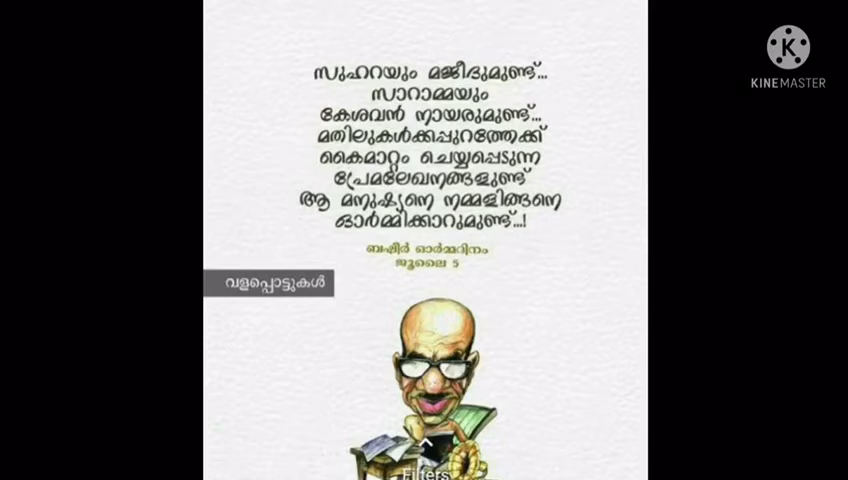 സുഹറയും മജീദുമുണ്ട്...
സാറാമ്മയും
കേശവൻ നായരുമുണ്ട്...
മതിലുകൾക്കപ്പുറത്തേക്ക്
കൈമാറ്റം ചെയ്യപ്പെടുന്ന
പ്രേമലേഖനങ്ങളുണ്ട്
ആ മനുഷ്യനെ നമ്മളിങ്ങനെ
ഓർമ്മിക്കാറുമുണ്ട്...!
ബഷീർ ഓർമ്മദിനം
ജൂലൈ 5
വളപ്പൊട്ടുകൾ
K
KINEMASTER
Filters